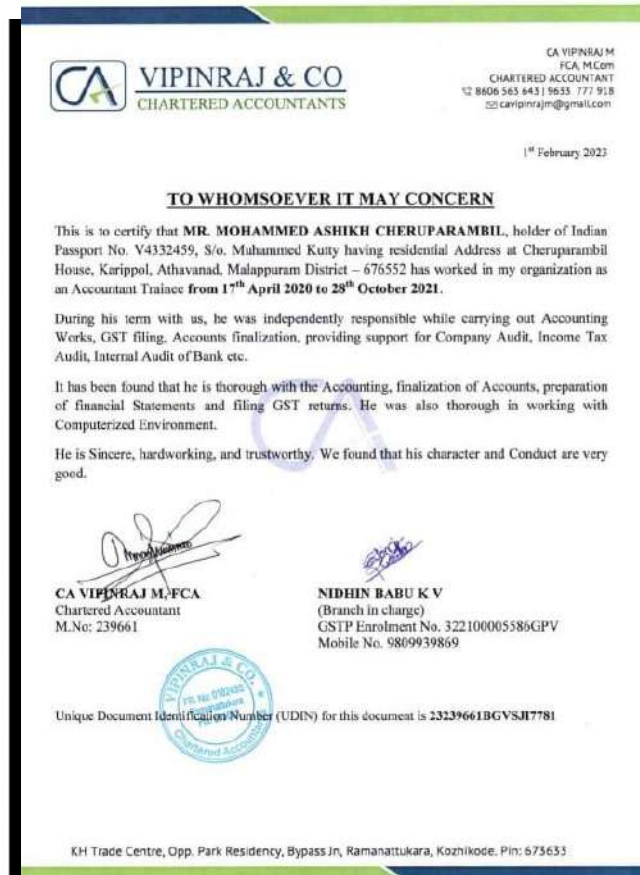 CA
VIPINRAJ & CO
CHARTERED ACCOUNTANTS
CA VIPINRAJ M
FCA, M.Com
CHARTERED ACCOUNTANT
8606 563 643 | 9633 777 918
cavipinrajm@gmail.com
1st February 2023
TO WHOMSOEVER IT MAY CONCERN
This is to certify that MR. MOHAMMED ASHIKH CHERUPARAMBIL, holder of Indian
Passport No. V4332459, S/o. Muhammed Kutty having residential Address at Cheruparambil
House, Karippol, Athavanad, Malappuram District – 676552 has worked in my organization as
an Accountant Trainee from 17th April 2020 to 28th October 2021.
During his term with us, he was independently responsible while carrying out Accounting
Works, GST filing, Accounts finalization, providing support for Company Audit, Income Tax
Audit, Internal Audit of Bank etc.
It has been found that he is thorough with the Accounting, finalization of Accounts, preparation
of financial Statements and filing GST returns. He was also thorough in working with
Computerized Environment.
He is Sincere, hardworking, and trustworthy. We found that his character and Conduct are very
good.
CA VIPINRAJ M, FCA
Chartered Accountant
M.No: 239661
NIDHIN BABU K V
(Branch in charge)
GSTP Enrolment No. 322100005586GPV
Mobile No. 9809939869
VIPINRAJ & CO.
Ramanattukara
Chartered Accountants
Unique Document Identification Number (UDIN) for this document is 23239661BGVSJI7781
KH Trade Centre, Opp. Park Residency, Bypass Jn, Ramanattukara, Kozhikode. Pin: 673633